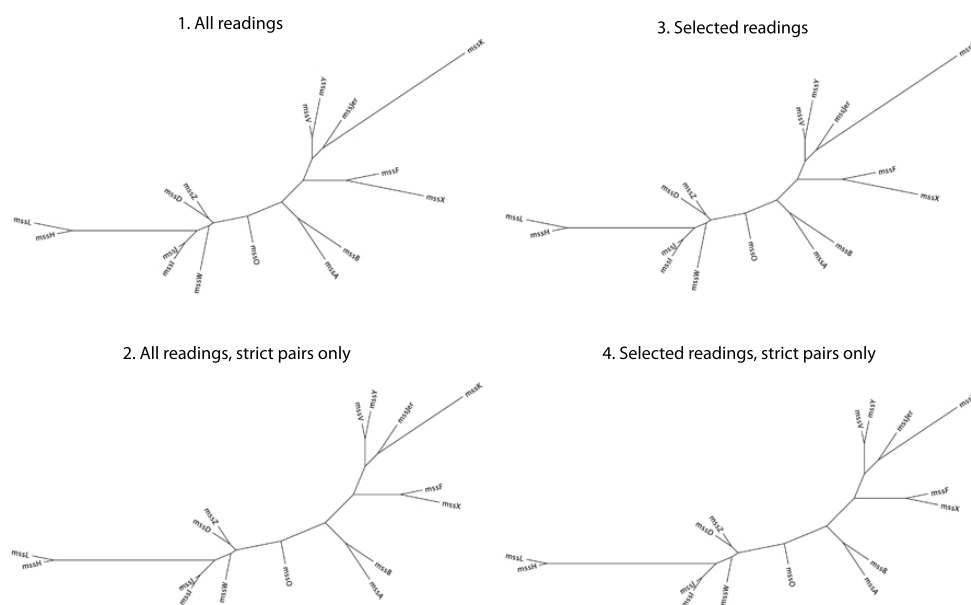 1. All readings
mssK
mssY
mssV
mssJer
mssF
mssX
mssZ
mssD
mssL
mssH
mssJ
mssI
mssW
mssO
mssB
mssA
3. Selected readings
mss
mssY
mssV
mssJer
mssF
mssX
mssZ
mssD
mssL
mssH
mssJ
mssI
mssW
mssO
mssB
mssA
2. All readings, strict pairs only
mssK
mssY
mssV
mssJer
mssF
mssX
mssZ
mssD
mssL
mssH
mssJ
mssI
mssW
mssO
mssB
mssA
4. Selected readings, strict pairs only
mss
mssY
mssV
mssJer
mssF
mssX
mssZ
mssD
mssL
mssH
mssJ
mssI
mssW
mssO
mssB
mssA